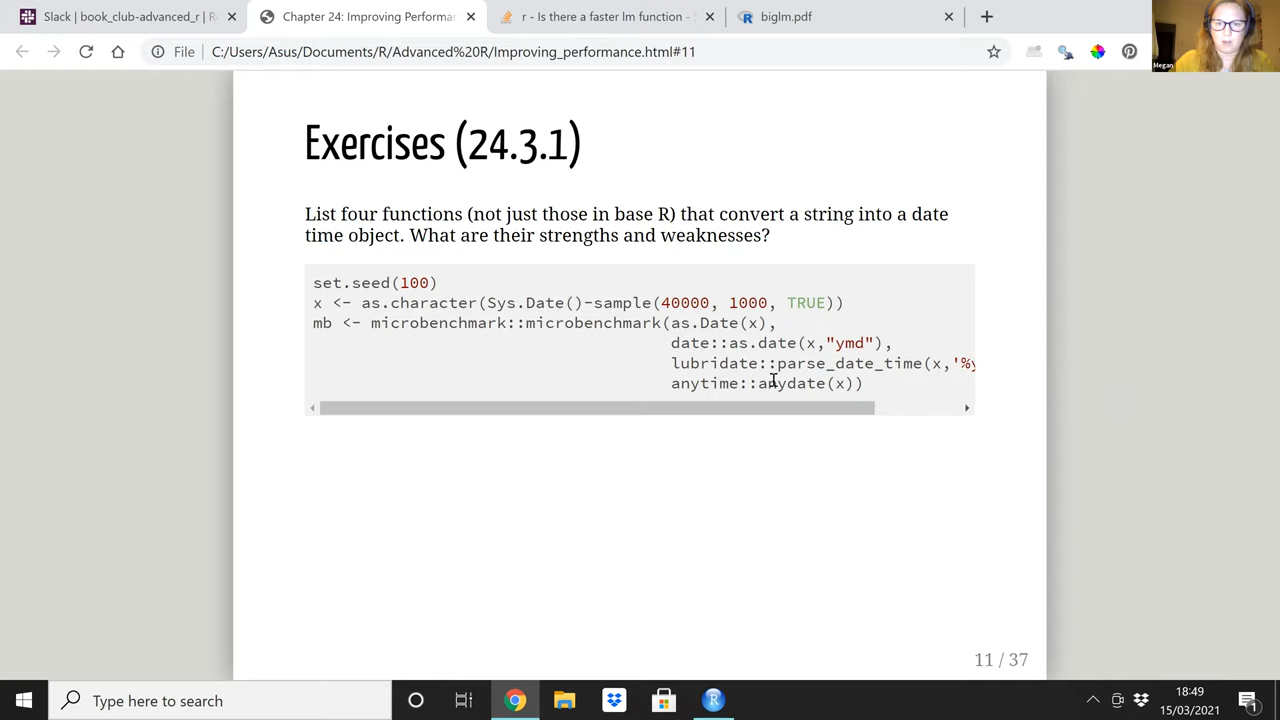 Slack | book_club-advanced_r | R
Chapter 24: Improving Performan
r - Is there a faster lm function - S
biglm.pdf
File
C:/Users/Asus/Documents/R/Advanced%20R/Improving_performance.html#11
Megan
Exercises (24.3.1)
List four functions (not just those in base R) that convert a string into a date
time object. What are their strengths and weaknesses?
set.seed(100)
x <- as.character(Sys.Date()-sample(40000, 1000, TRUE))
mb <- microbenchmark::microbenchmark(as.Date(x),
date::as.date(x,"ymd"),
lubridate::parse_date_time(x,'%y
anytime::anydate(x))
11 / 37
Type here to search
18:49
15/03/2021
1